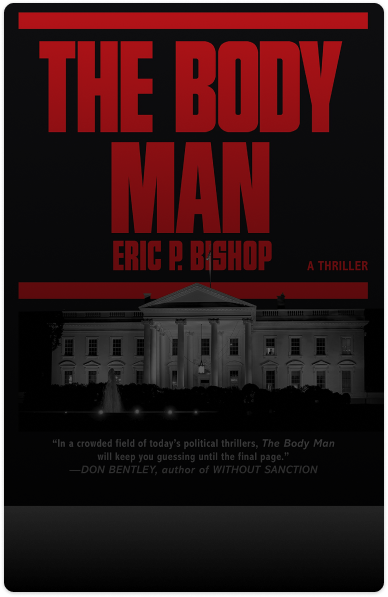 THE BODY
MAN
ERIC P. BISHOP
A THRILLER
“In a crowded field of today’s political thrillers, The Body Man
will keep you guessing until the final page.”
—DON BENTLEY, author of WITHOUT SANCTION